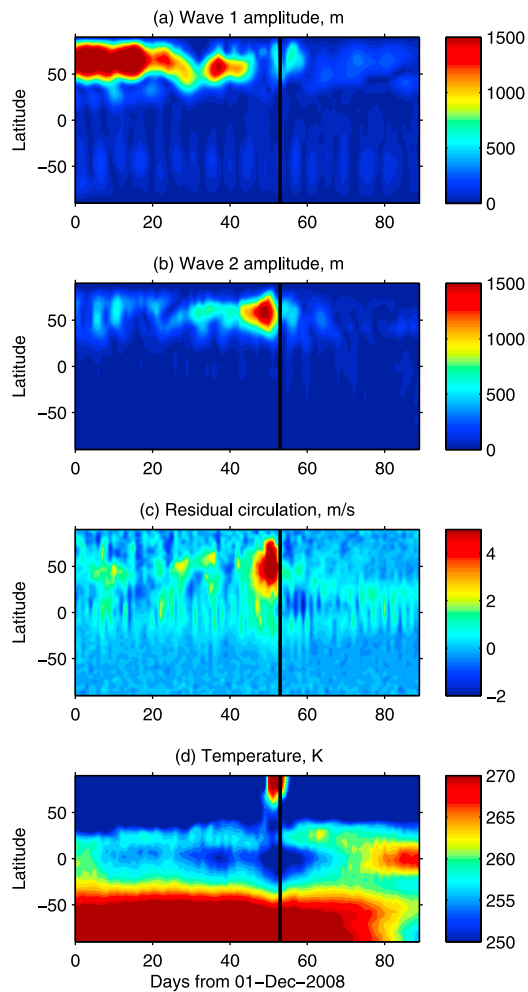 (a) Wave 1 amplitude, m
Latitude
50
0
−50
0 20 40 60 80
1500
1000
500
0
(b) Wave 2 amplitude, m
Latitude
50
0
−50
0 20 40 60 80
1500
1000
500
0
(c) Residual circulation, m/s
Latitude
50
0
−50
0 20 40 60 80
4
2
0
−2
(d) Temperature, K
Latitude
50
0
−50
0 20 40 60 80
Days from 01−Dec−2008
270
265
260
255
250